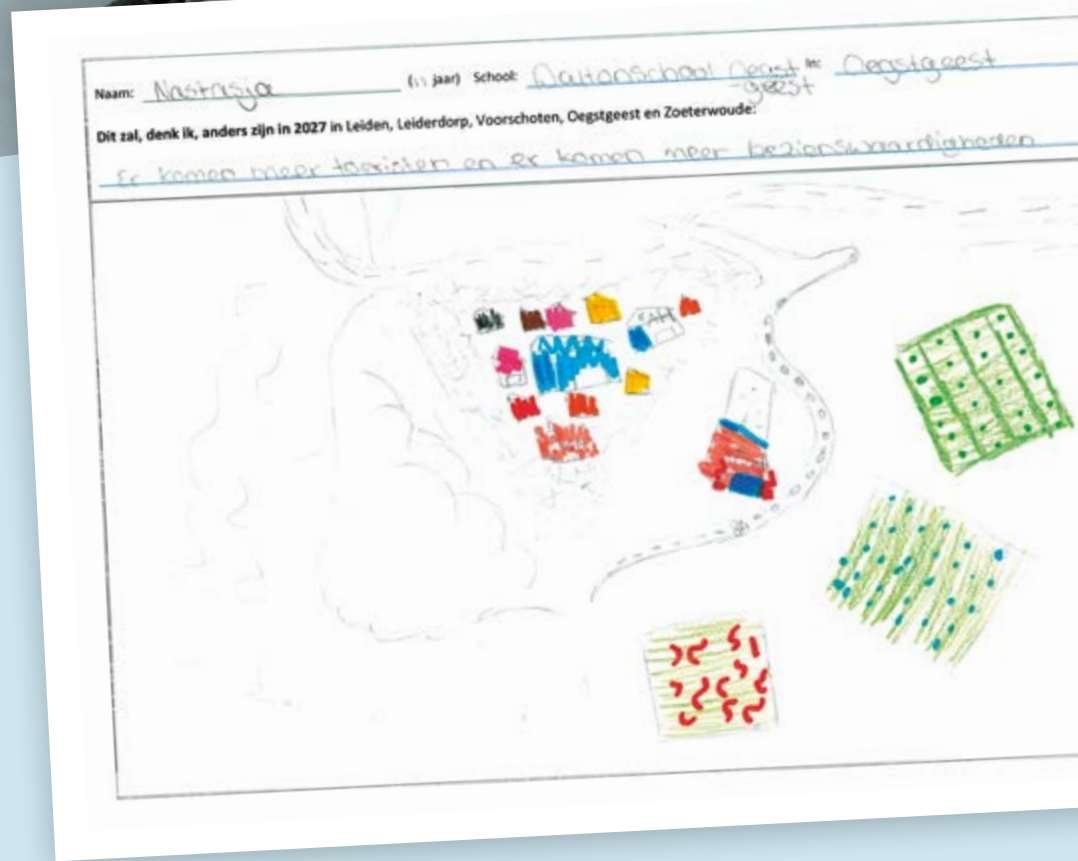 Naam: Nastasja (11 jaar) School: Daltonschool Oegst- In: Oegstgeest
-geest
Dit zal, denk ik, anders zijn in 2027 in Leiden, Leiderdorp, Voorschoten, Oegstgeest en Zoeterwoude:
Er komen meer toeristen en er komen meer bezienswaardigheden